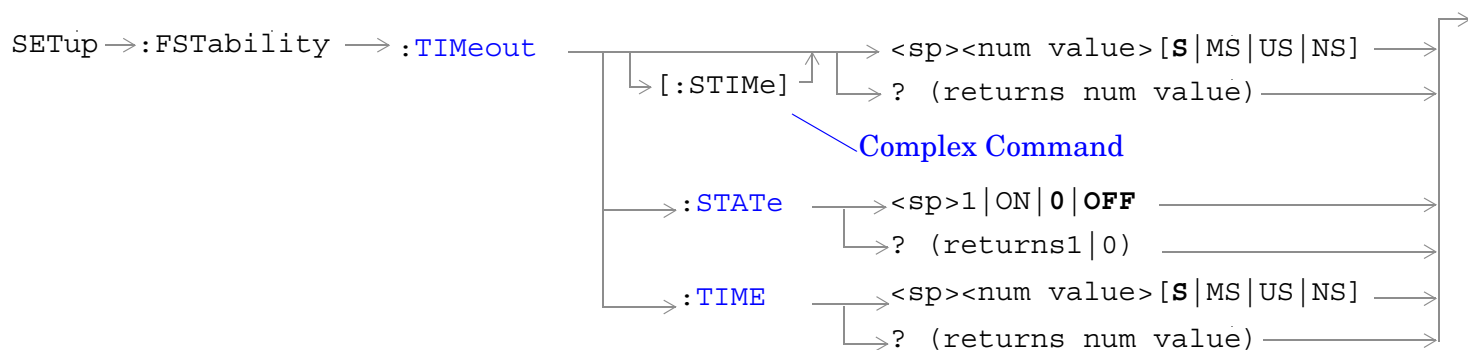 SETup :FSTability :TIMeout <sp><num value>[S|MS|US|NS]
[:STIMe] ? (returns num value)
Complex Command
:STATe <sp>1|ON|0|OFF
? (returns1|0)
:TIME <sp><num value>[S|MS|US|NS]
? (returns num value)